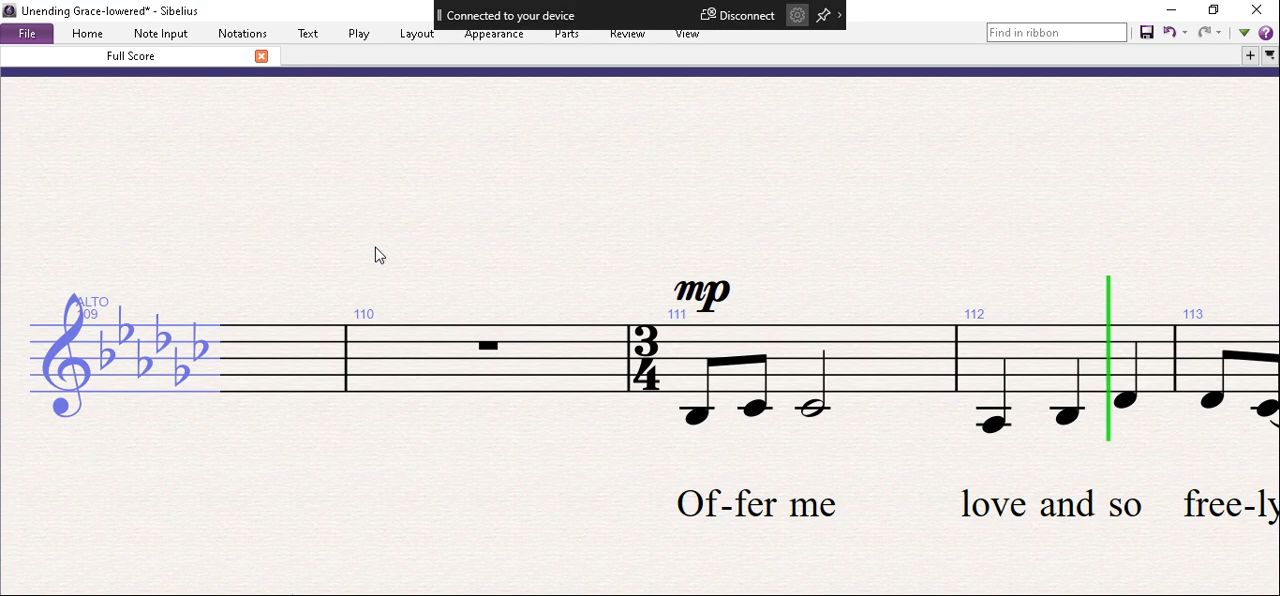 Unending Grace-lowered* - Sibelius
Connected to your device
Disconnect
File Home Note Input Notations Text Play Layout Appearance Parts Review View
Find in ribbon
Full Score
ALTO
109 110 111 112 113
mp
3
4
Of-fer me love and so free-ly